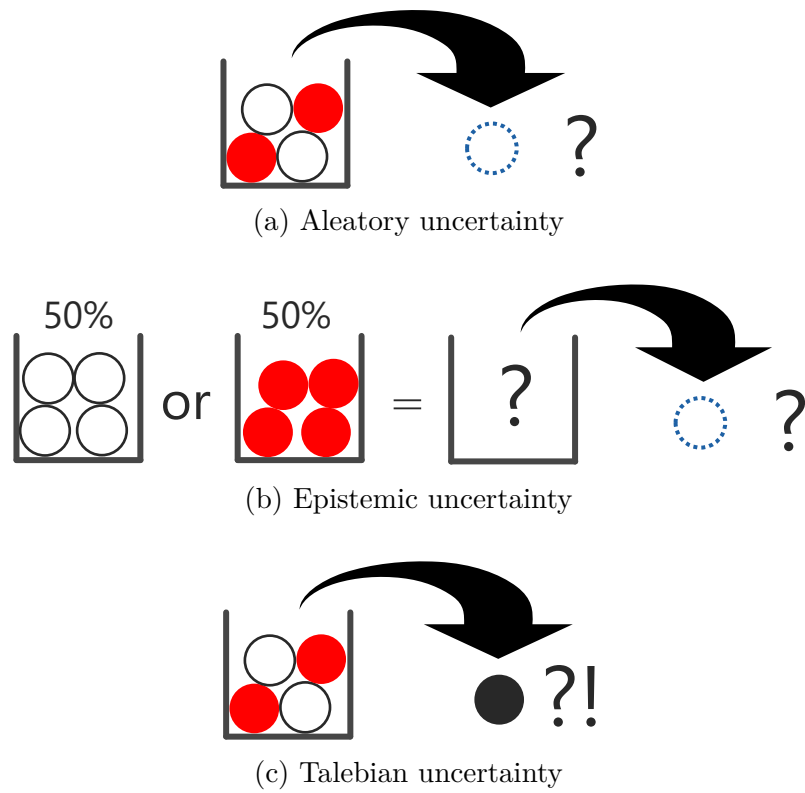 ?
(a) Aleatory uncertainty
50% 50%
or = ? ?
(b) Epistemic uncertainty
?!
(c) Talebian uncertainty